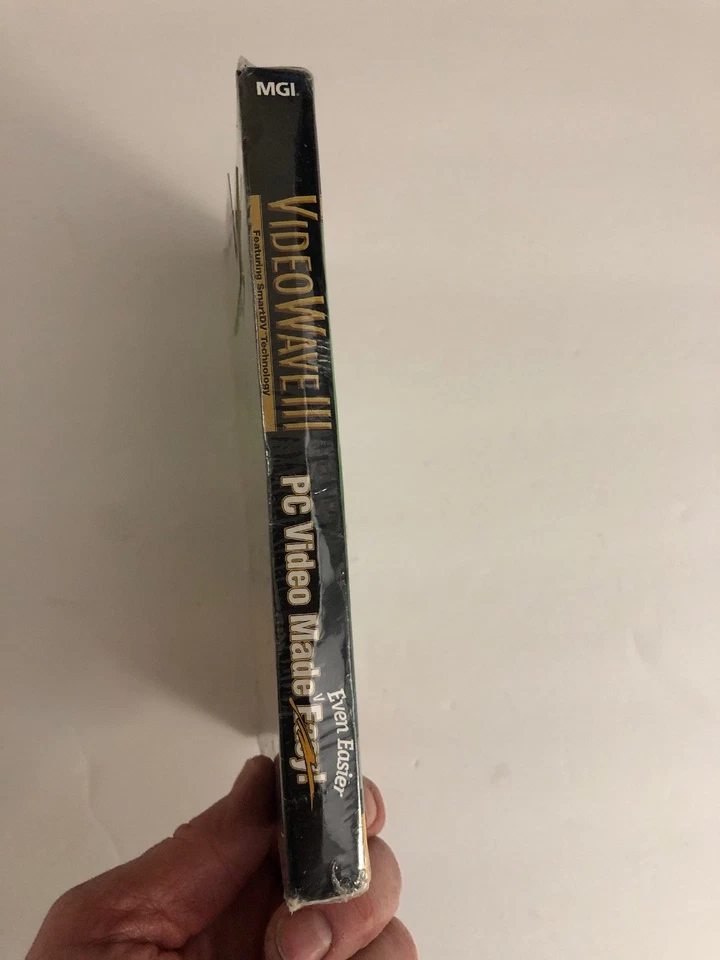 MGI
VIDEOWAVE III
Featuring SmartDV Technology
PC Video Made Easy!
v
Even Easier